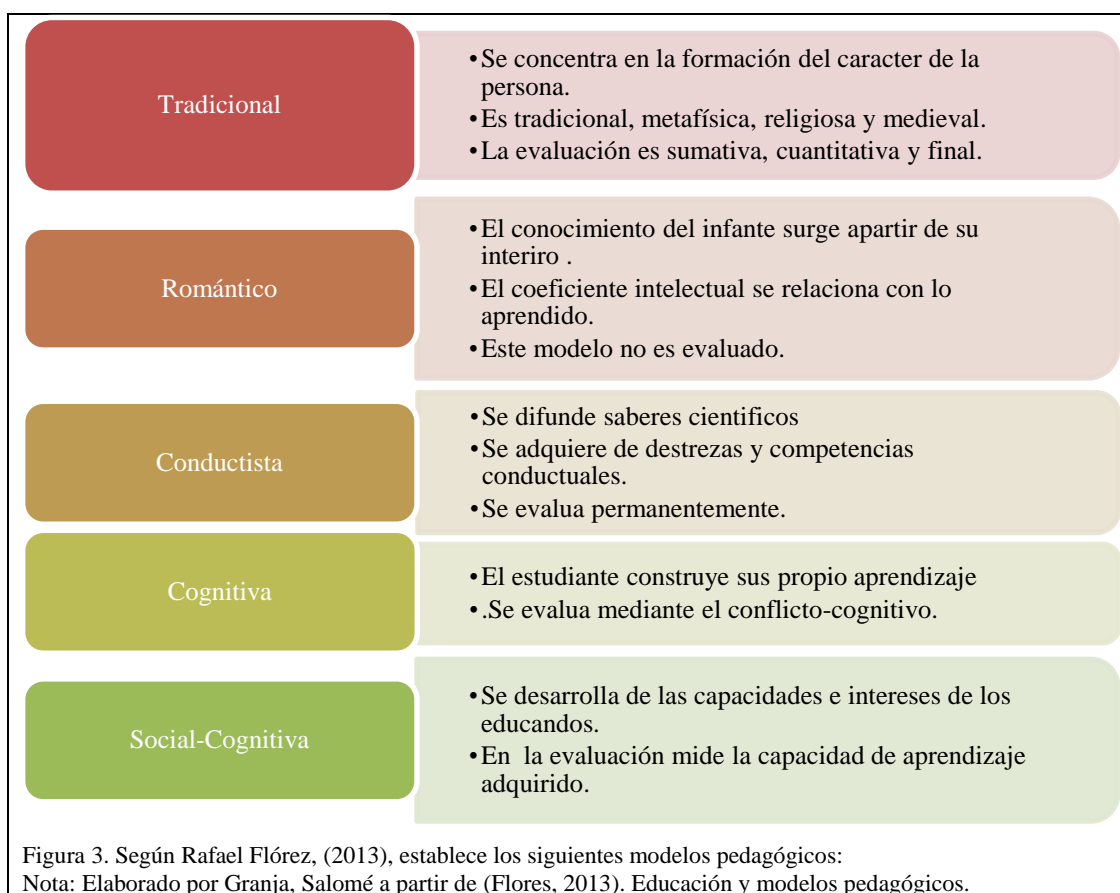 Tradicional
•Se concentra en la formación del caracter de la
persona.
•Es tradicional, metafísica, religiosa y medieval.
•La evaluación es sumativa, cuantitativa y final.
Romántico
•El conocimiento del infante surge apartir de su
interiro .
•El coeficiente intelectual se relaciona con lo
aprendido.
•Este modelo no es evaluado.
Conductista
•Se difunde saberes cientificos
•Se adquiere de destrezas y competencias
conductuales.
•Se evalua permanentemente.
Cognitiva
•El estudiante construye sus propio aprendizaje
•.Se evalua mediante el conflicto-cognitivo.
Social-Cognitiva
•Se desarrolla de las capacidades e intereses de los
educandos.
•En  la evaluación mide la capacidad de aprendizaje
adquirido.
Figura 3. Según Rafael Flórez, (2013), establece los siguientes modelos pedagógicos:
Nota: Elaborado por Granja, Salomé a partir de (Flores, 2013). Educación y modelos pedagógicos.